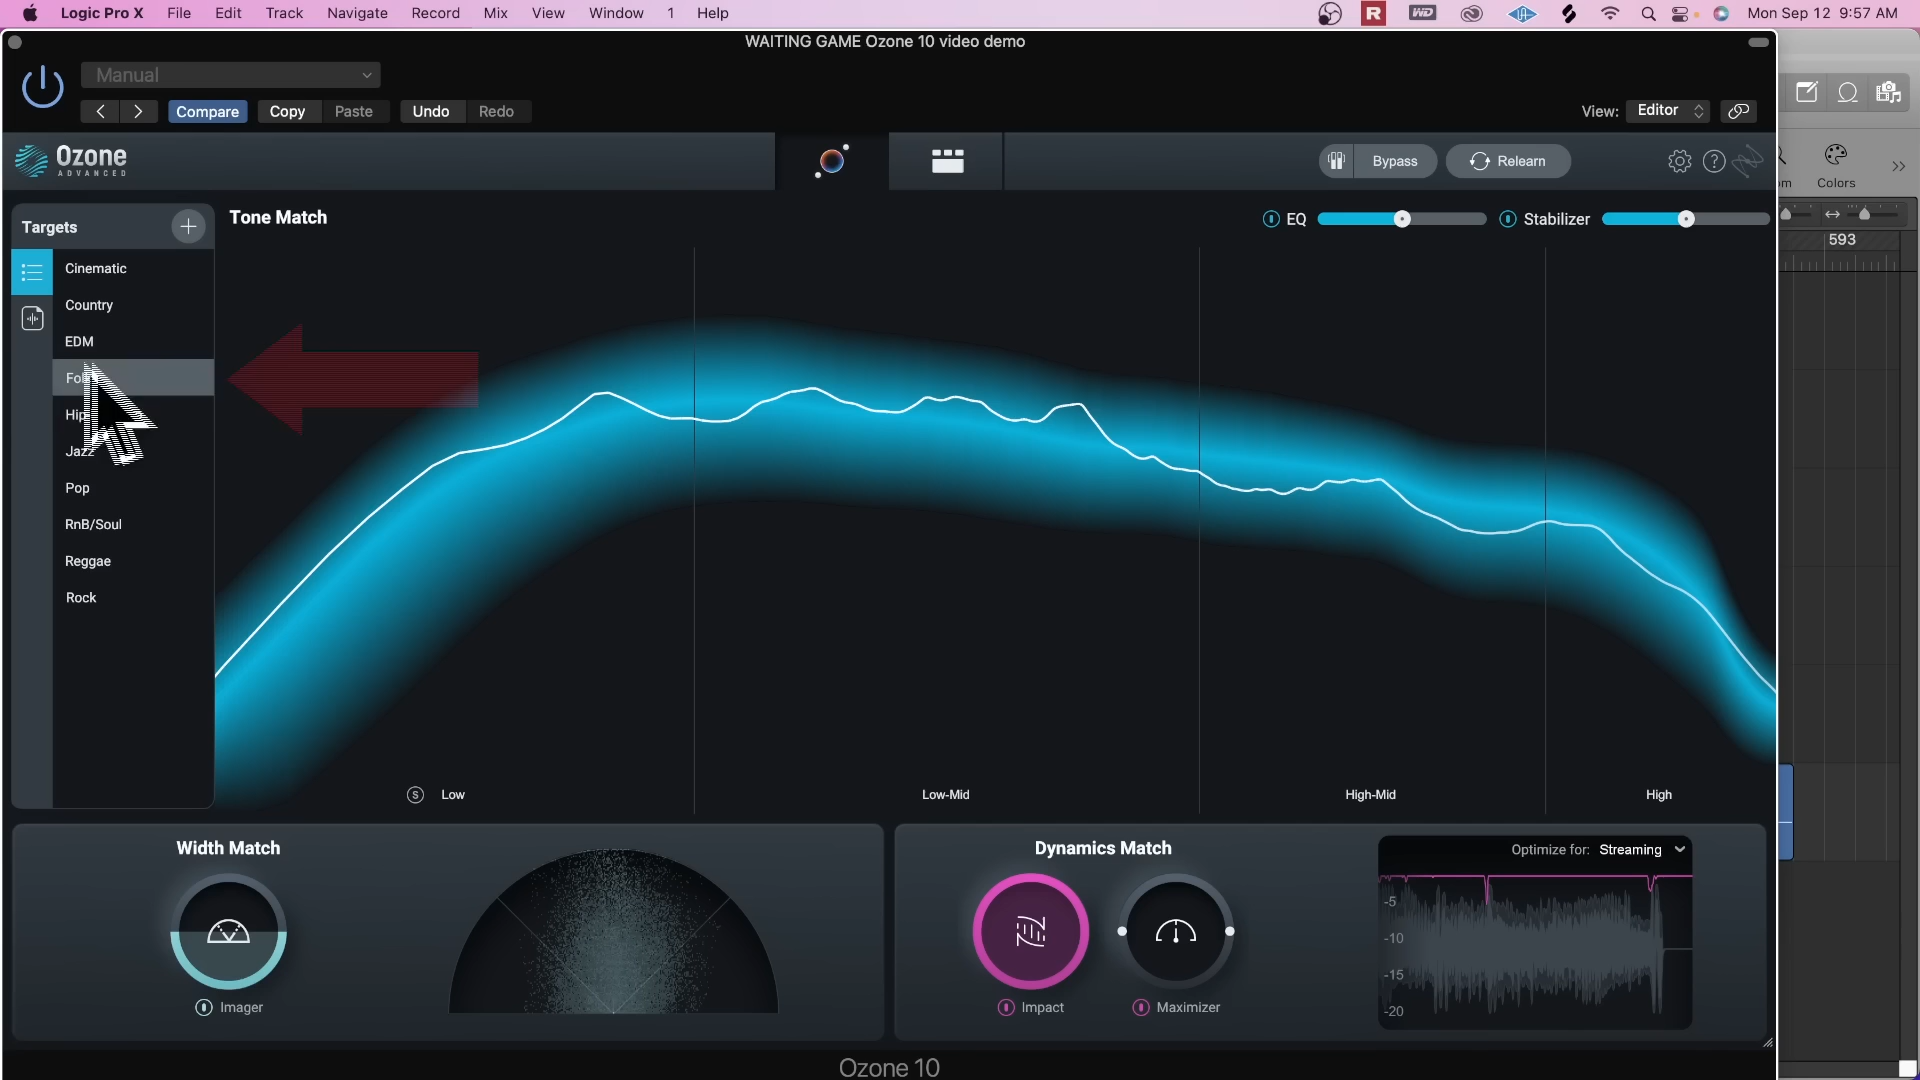 Logic Pro X File Edit Track Navigate Record Mix View Window 1 Help R WD Mon Sep 12 9:57 AM
WAITING GAME Ozone 10 video demo
Manual
Compare Copy Paste Undo Redo View: Editor
Ozone
ADVANCED
Bypass Relearn
Colors
Targets
Tone Match
EQ Stabilizer
593
Cinematic
Country
EDM
Jazz
Pop
RnB/Soul
Reggae
Rock
S Low Low-Mid High-Mid High
Width Match
Imager
Dynamics Match
Impact Maximizer
Optimize for: Streaming
-5
-10
-15
-20
Ozone 10